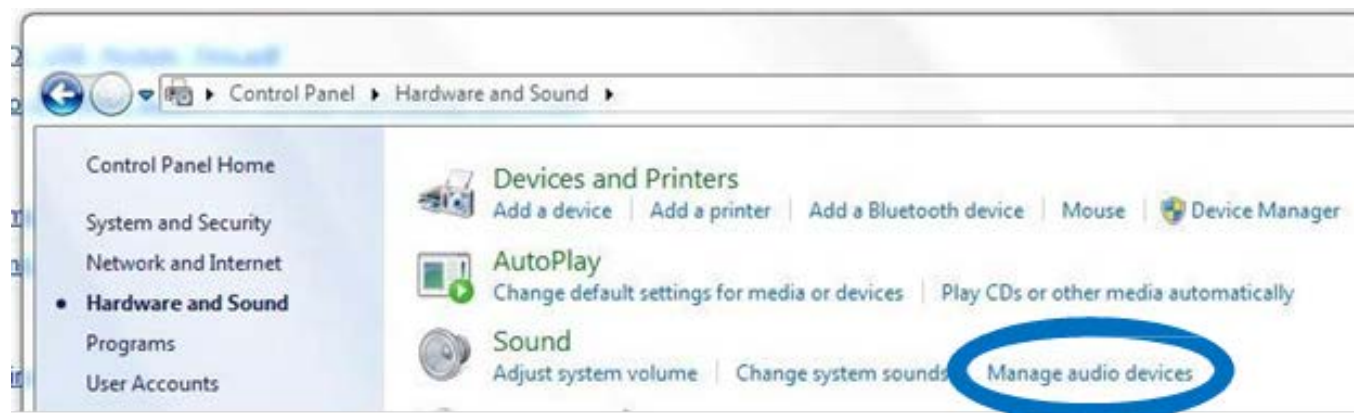 Control Panel ▸ Hardware and Sound ▸
Control Panel Home
System and Security
Network and Internet
• Hardware and Sound
Programs
User Accounts
Devices and Printers
Add a device | Add a printer | Add a Bluetooth device | Mouse | Device Manager
AutoPlay
Change default settings for media or devices | Play CDs or other media automatically
Sound
Adjust system volume | Change system sounds Manage audio devices